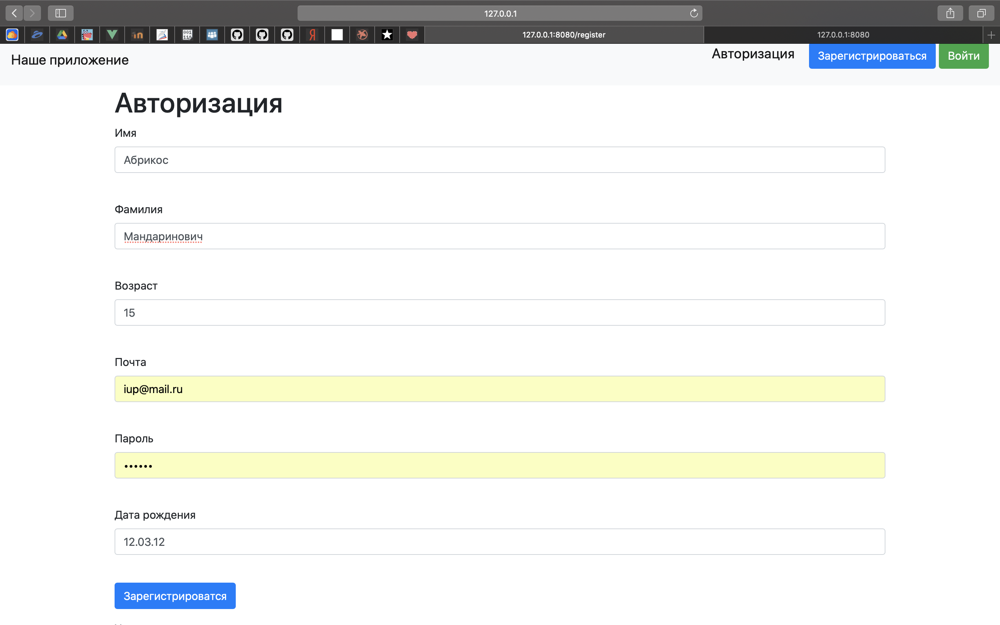 127.0.0.1
127.0.0.1:8080/register
127.0.0.1:8080
Наше приложение
Авторизация
Зарегистрироваться
Войти
Авторизация
Имя
Абрикос
Фамилия
Мандаринович
Возраст
15
Почта
iup@mail.ru
Пароль
••••••
Дата рождения
12.03.12
Зарегистрироватся